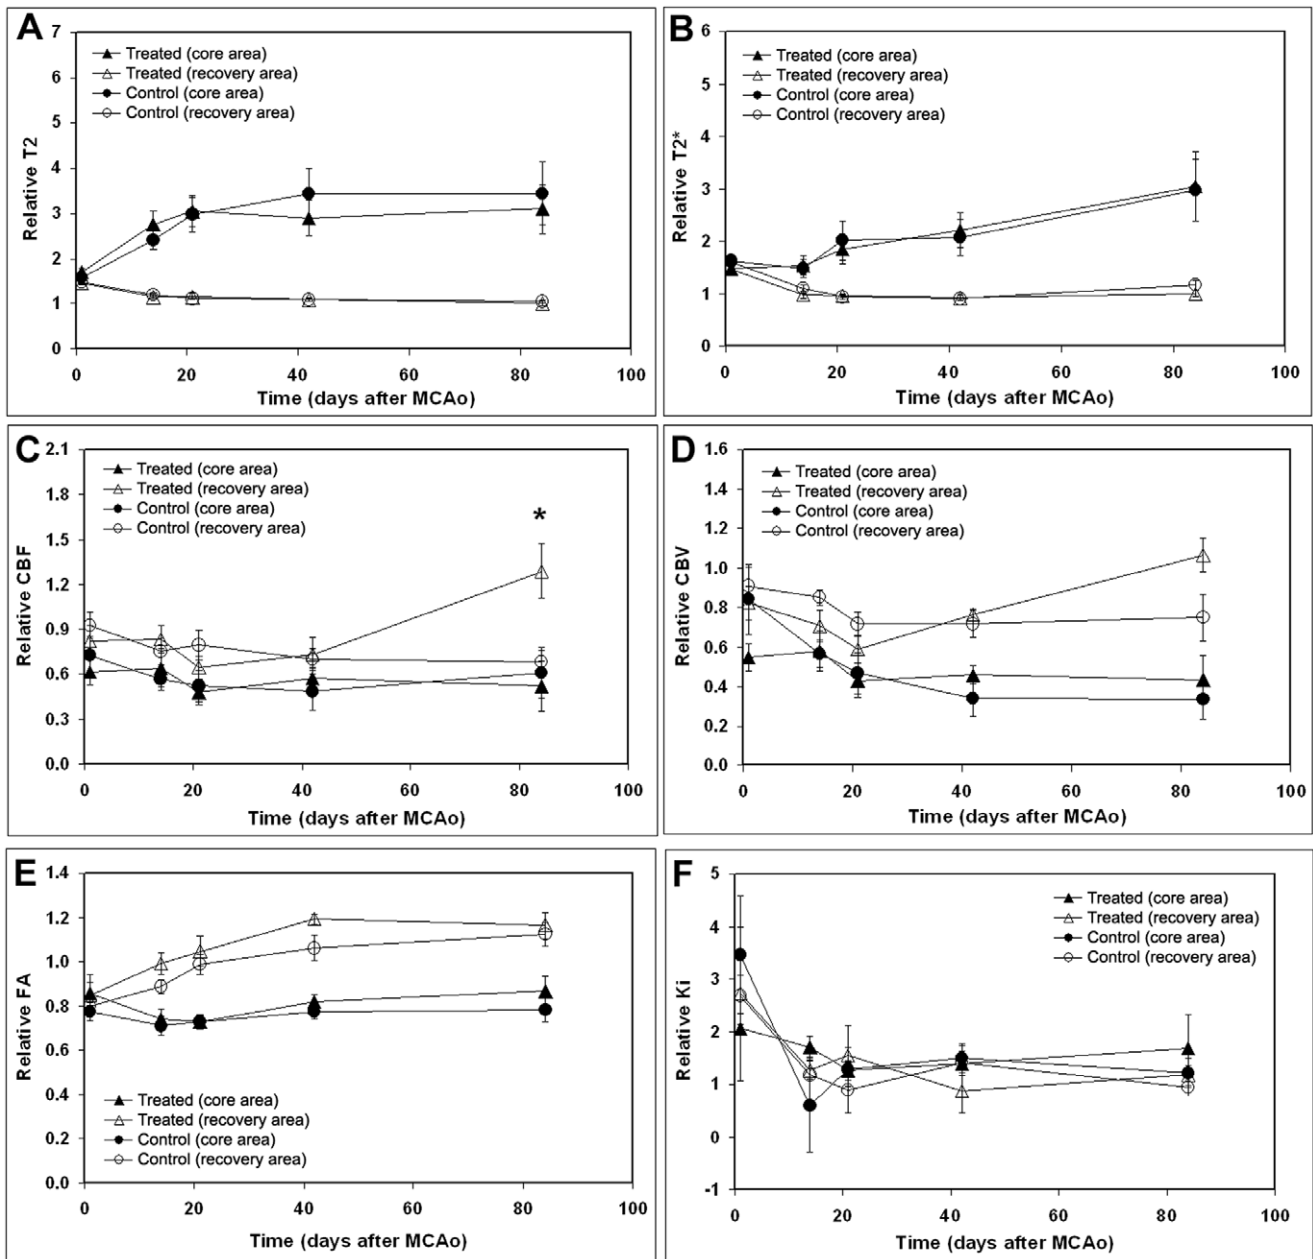 A
7
6
5
4
3
2
1
0
Relative T2
Treated (core area)
Treated (recovery area)
Control (core area)
Control (recovery area)
0 20 40 60 80 100
Time (days after MCAo)
B
6
5
4
3
2
1
0
Relative T2*
Treated (core area)
Treated (recovery area)
Control (core area)
Control (recovery area)
0 20 40 60 80 100
Time (days after MCAo)
C
2.1
1.8
1.5
1.2
0.9
0.6
0.3
0.0
Relative CBF
Treated (core area)
Treated (recovery area)
Control (core area)
Control (recovery area)
*
0 20 40 60 80 100
Time (days after MCAo)
D
1.6
1.4
1.2
1.0
0.8
0.6
0.4
0.2
0.0
Relative CBV
Treated (core area)
Treated (recovery area)
Control (core area)
Control (recovery area)
0 20 40 60 80 100
Time (days after MCAo)
E
1.4
1.2
1.0
0.8
0.6
0.4
0.2
0.0
Relative FA
Treated (core area)
Treated (recovery area)
Control (core area)
Control (recovery area)
0 20 40 60 80 100
Time (days after MCAo)
F
5
4
3
2
1
0
-1
Relative Ki
Treated (core area)
Treated (recovery area)
Control (core area)
Control (recovery area)
0 20 40 60 80 100
Time (days after MCAo)